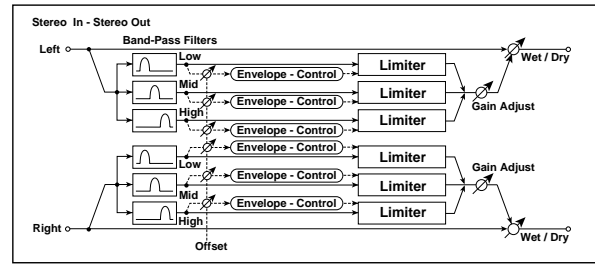 Stereo In - Stereo Out
Band-Pass Filters
Left
Wet / Dry
Low
Envelope - Control
Limiter
Mid
Envelope - Control
Limiter
Gain Adjust
High
Envelope - Control
Limiter
Envelope - Control
Low
Limiter
Gain Adjust
Mid
Envelope - Control
Limiter
Envelope - Control
High
Limiter
Right
Wet / Dry
Offset